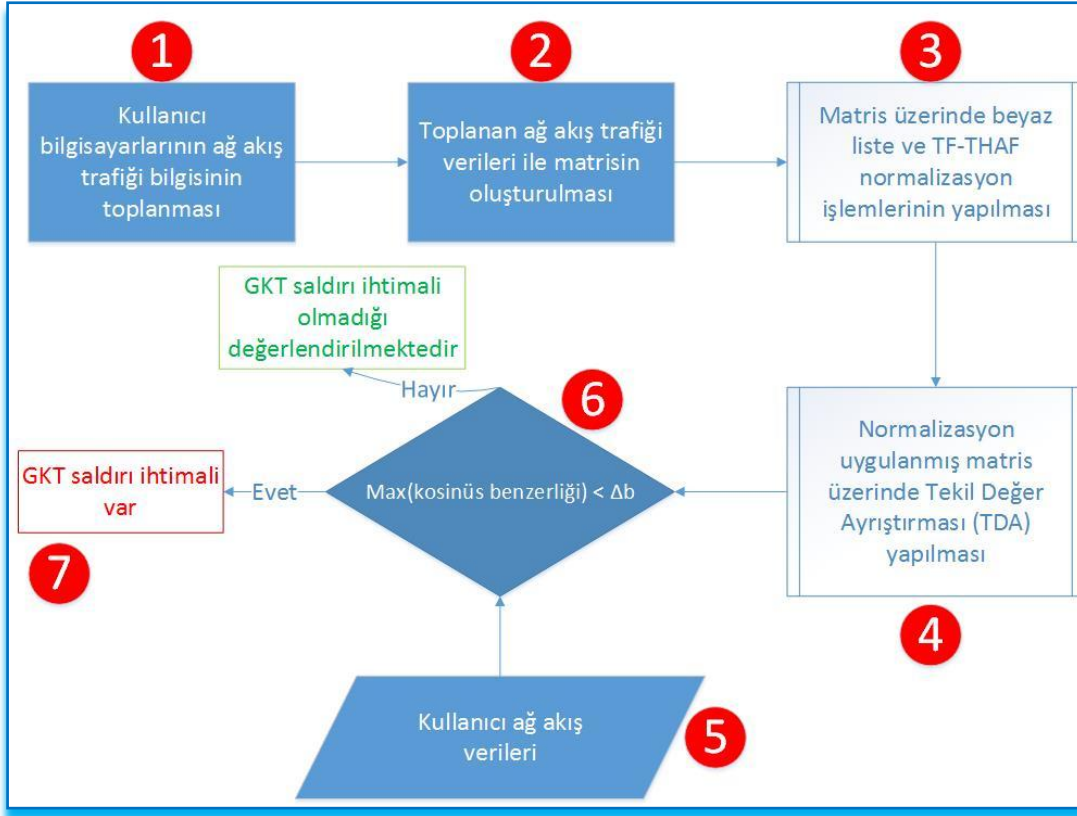 1
Kullanıcı
bilgisayarlarının ağ akış
trafiği bilgisinin
toplanması
2
Toplanan ağ akış trafiği
verileri ile matrisin
oluşturulması
3
Matris üzerinde beyaz
liste ve TF-THAF
normalizasyon
işlemlerinin yapılması
Normalizasyon
uygulanmış matris
üzerinde Tekil Değer
Ayrıştırması (TDA)
yapılması
4
Kullanıcı ağ akış
verileri
5
Max(kosinüs benzerliği) < Δb
6
Hayır
GKT saldırı ihtimali
olmadığı
değerlendirilmektedir
Evet
GKT saldırı ihtimali
var
7